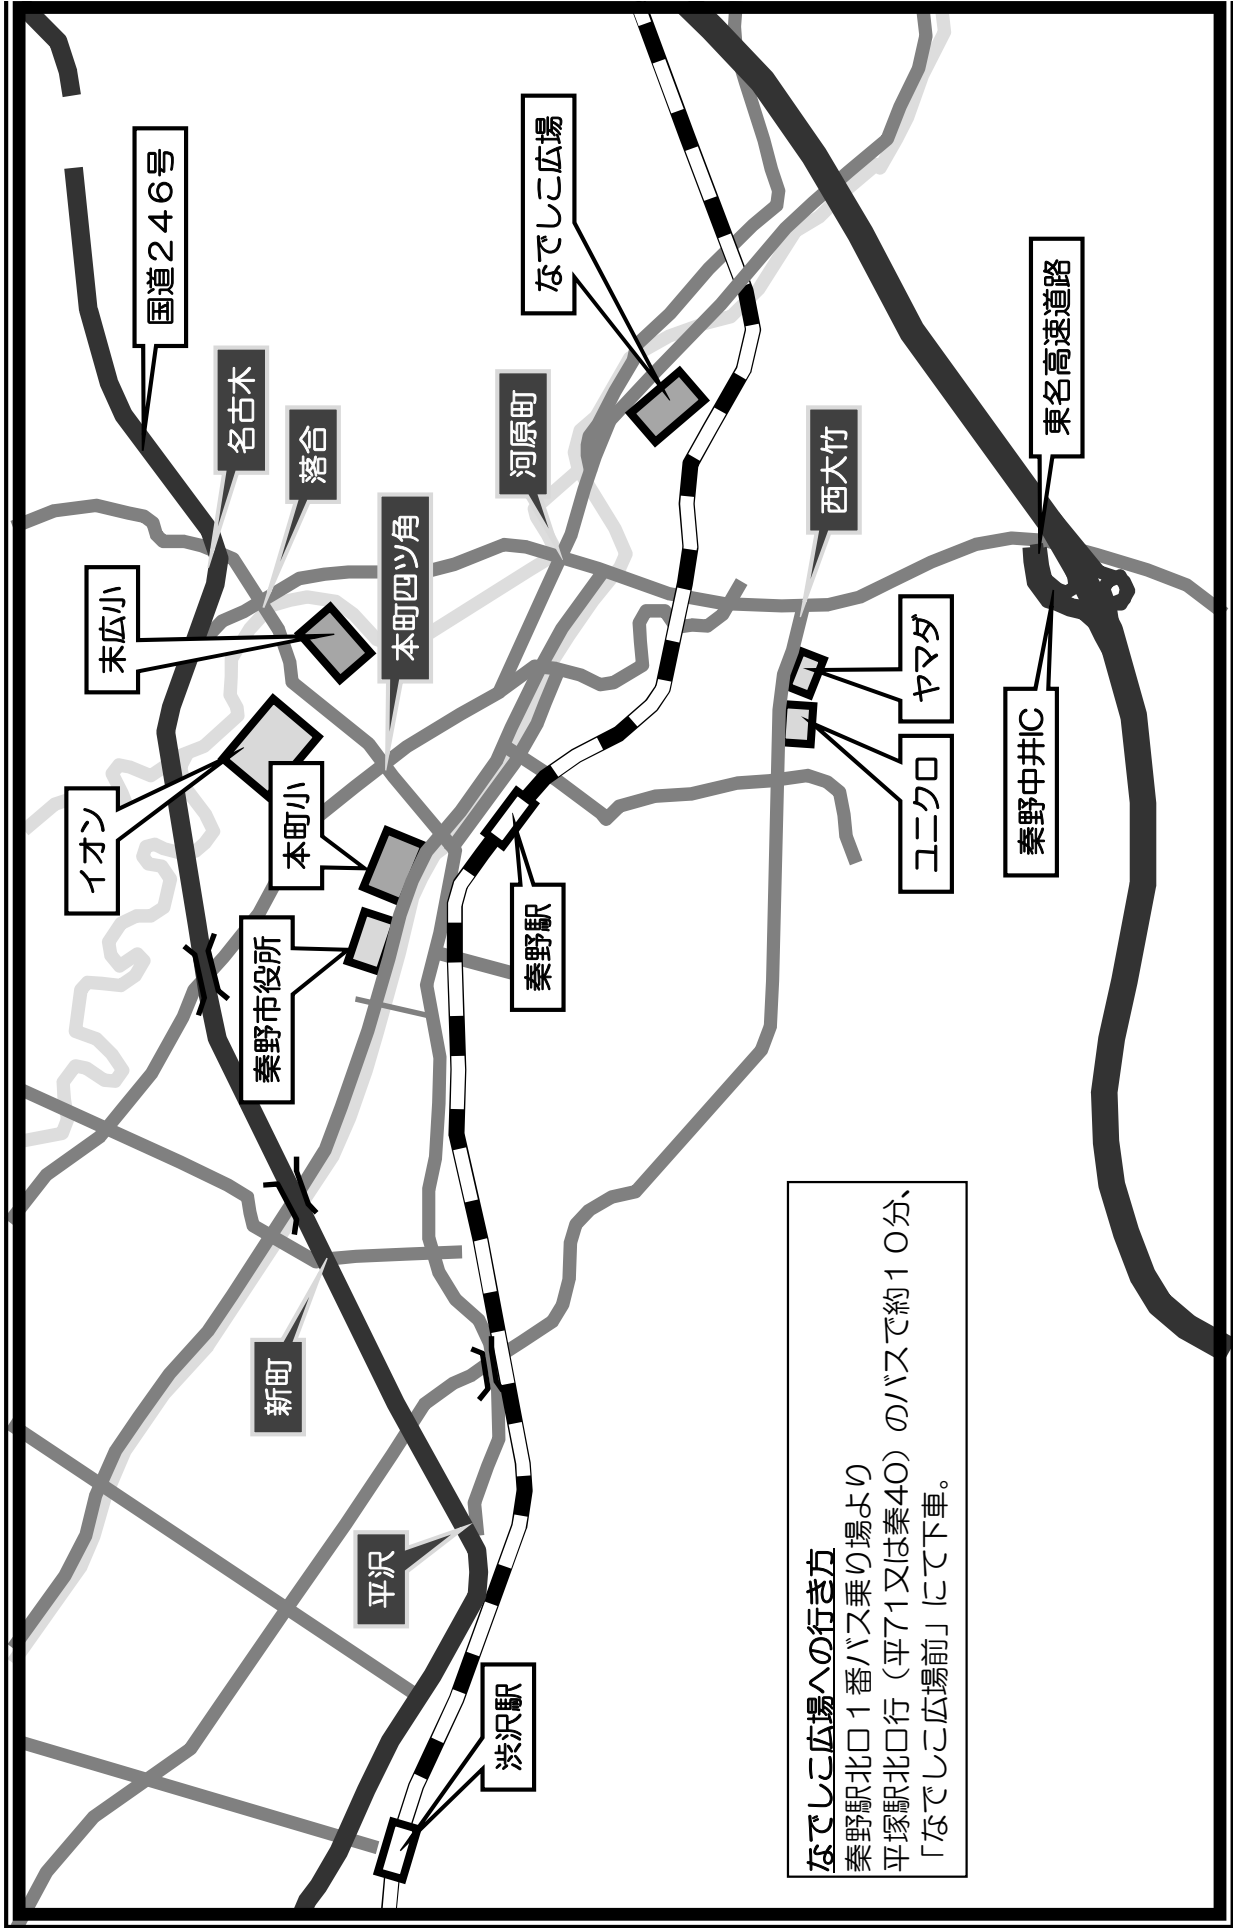 国道２４６号
名古木
落合
末広小
イオン
本町小
本町四ツ角
河原町
なでしこ広場
西大竹
東名高速道路
ヤマダ
ユニクロ
秦野中井IC
秦野駅
秦野市役所
新町
平沢
渋沢駅
なでしこ広場への行き方
秦野駅北口１番バス乗り場より
平塚駅北口行（平７１又は秦４０）のバスで約１０分、
「なでしこ広場前」にて下車。